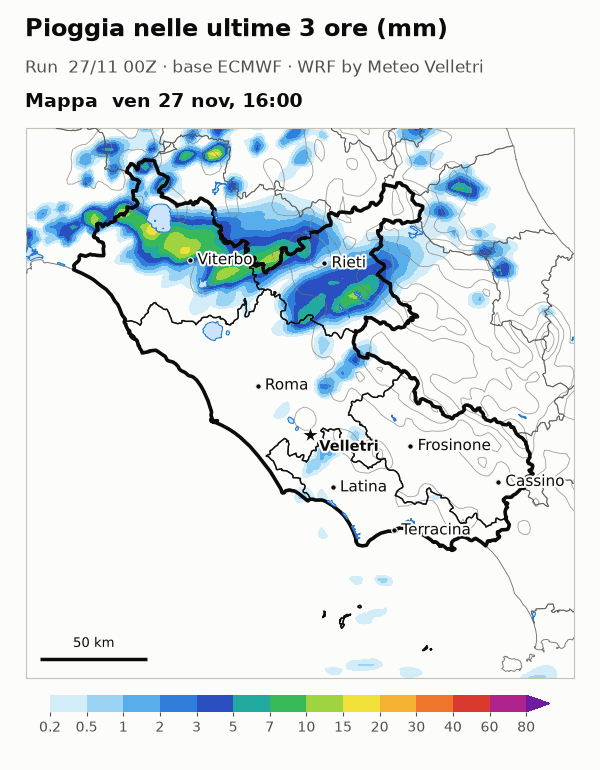 Pioggia nelle ultime 3 ore (mm)
Run  27/11 00Z · base ECMWF · WRF by Meteo Velletri
Mappa  ven 27 nov, 16:00
Viterbo
Rieti
Roma
Velletri
Frosinone
Latina
Cassino
Terracina
50 km
0.2 0.5 1 2 3 5 7 10 15 20 30 40 60 80